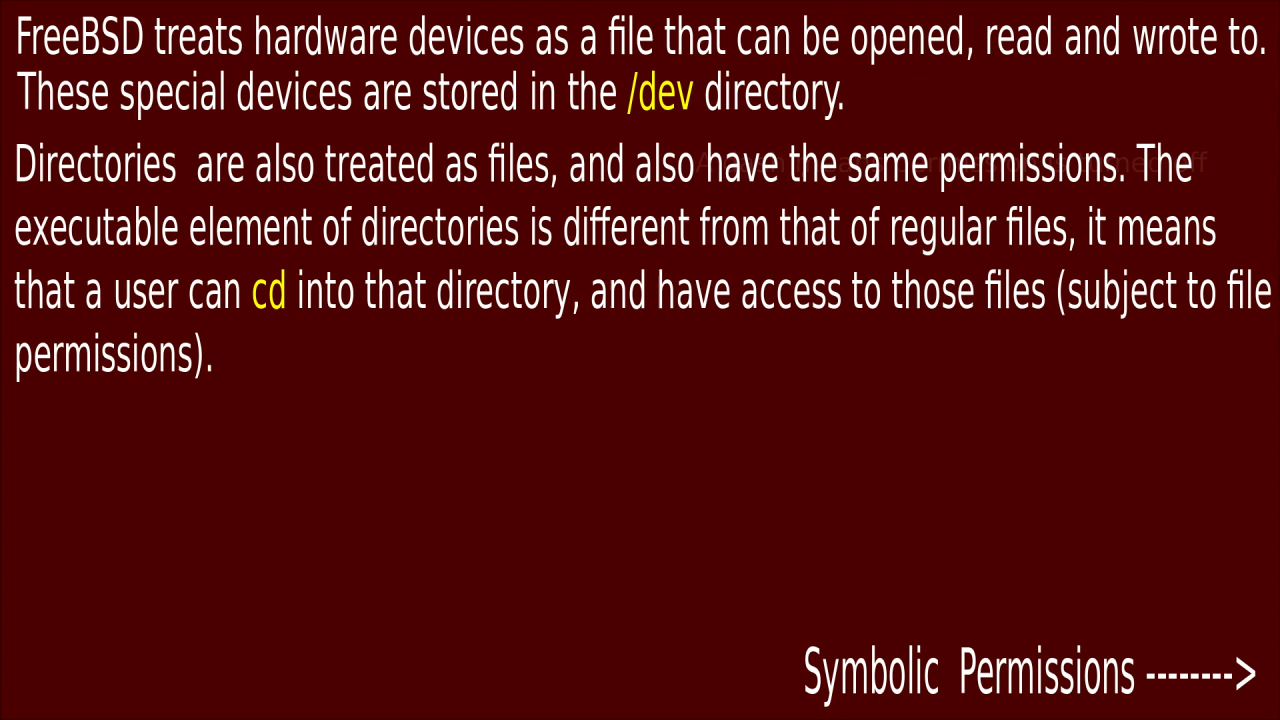 FreeBSD treats hardware devices as a file that can be opened, read and wrote to.
These special devices are stored in the /dev directory.
Directories  are also treated as files, and also have the same permissions. The
executable element of directories is different from that of regular files, it means
that a user can cd into that directory, and have access to those files (subject to file
permissions).
Symbolic  Permissions -------->